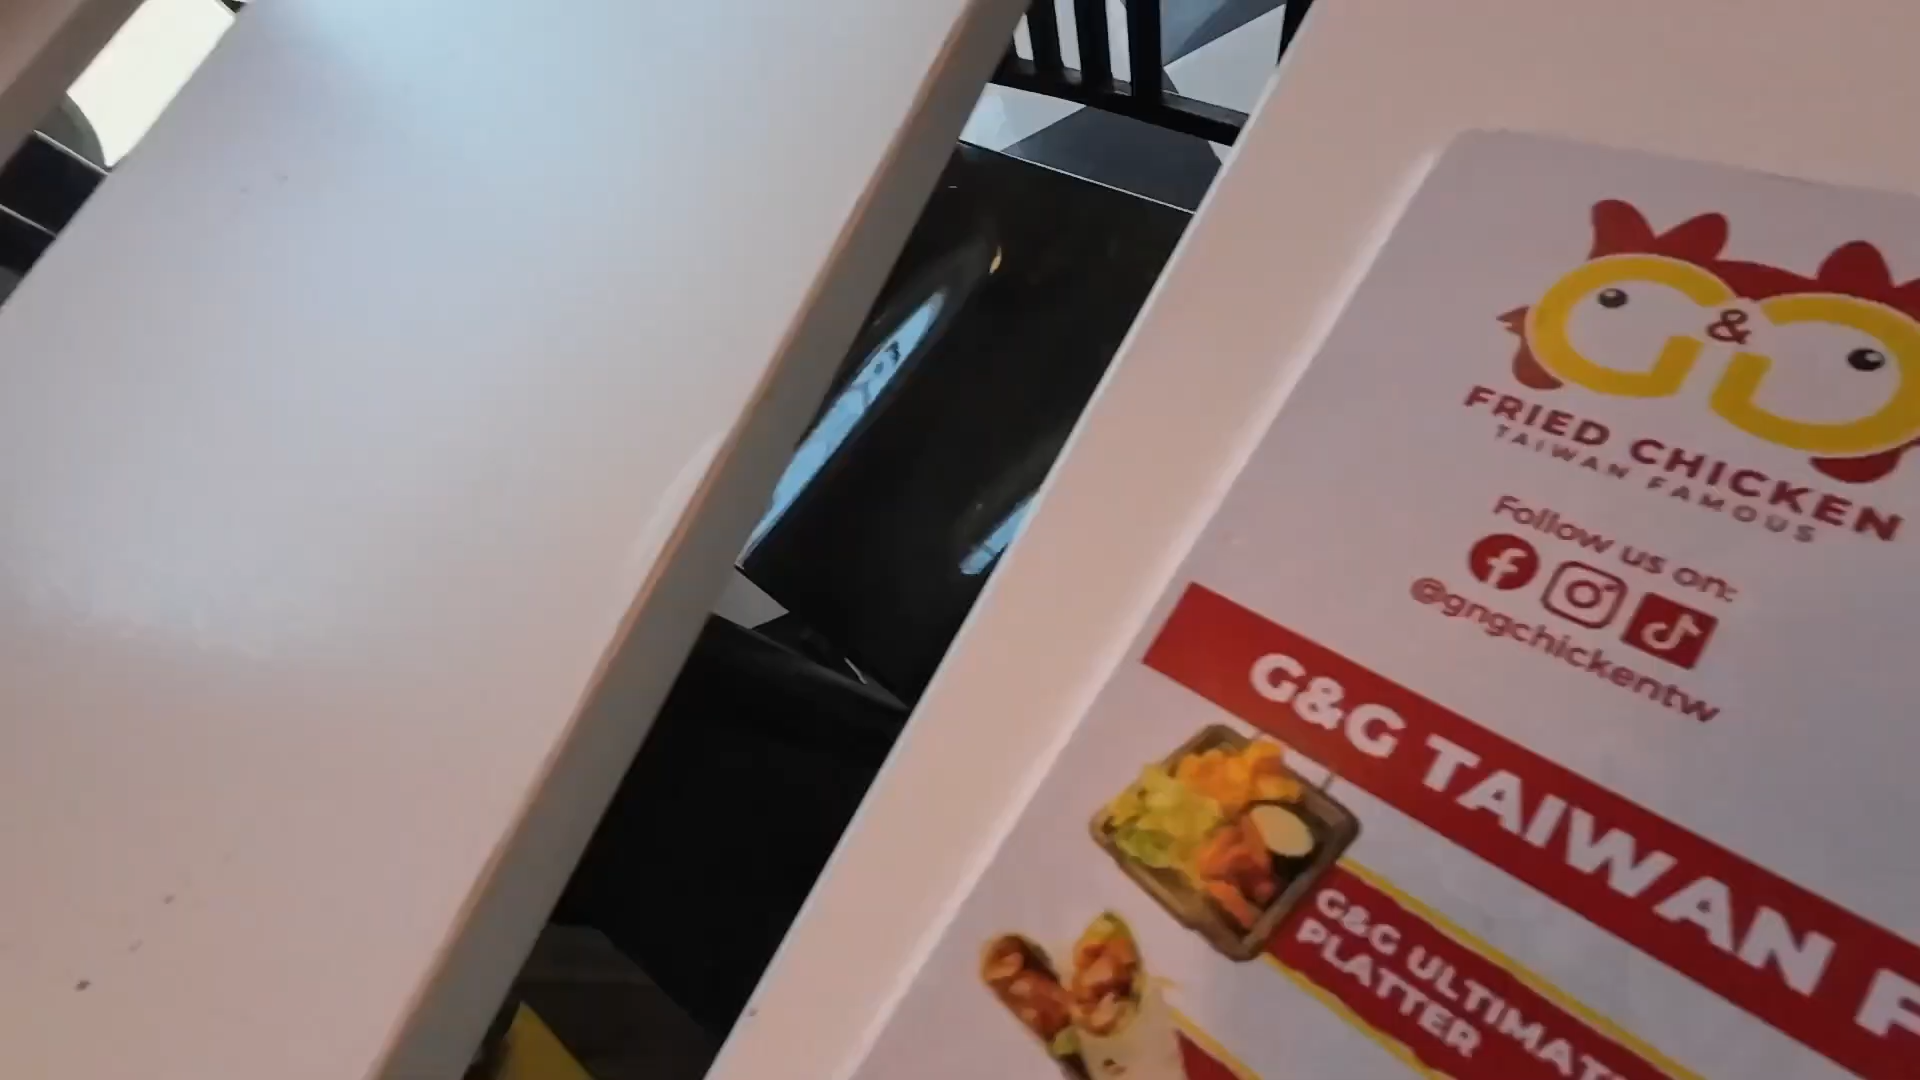 G&G
FRIED CHICKEN
TAIWAN FAMOUS
Follow us on:
@gngchickentw
G&G TAIWAN
G&G ULTIMAT
PLATTER